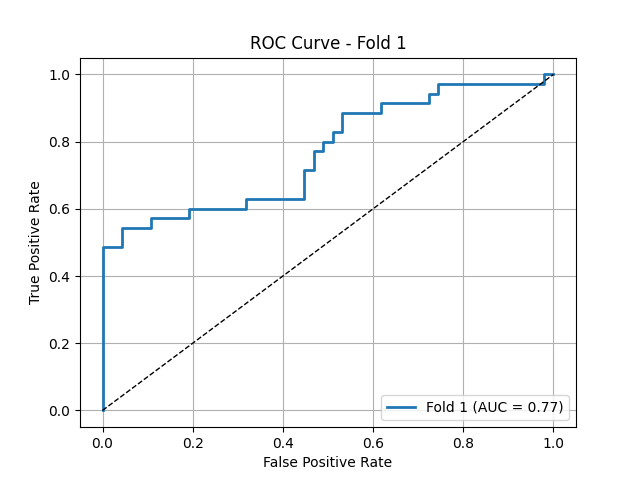 ROC Curve - Fold 1
True Positive Rate
1.0
0.8
0.6
0.4
0.2
0.0
Fold 1 (AUC = 0.77)
0.0 0.2 0.4 0.6 0.8 1.0
False Positive Rate